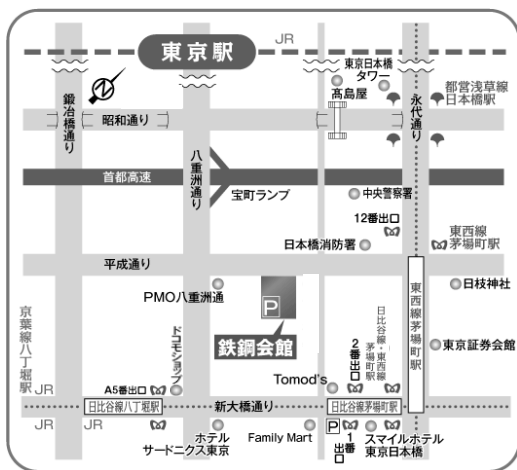 JR
東京駅
東京日本橋
タワー
髙島屋
都営浅草線
日本橋駅
永代通り
鍛冶橋通り
昭和通り
八重洲通り
首都高速
宝町ランプ
中央警察署
12番出口
日本橋消防署
東西線
茅場町駅
平成通り
日枝神社
PMO八重洲通
P
鉄鋼会館
東西線茅場町駅
日比谷線・東西線
茅場町駅
2番出口
東京証券会館
京葉線八丁堀駅
ドコモショップ
Tomod's
A5番出口
JR
日比谷線八丁堀駅
新大橋通り
日比谷線茅場町駅
JR
JR
ホテル
サードニクス東京
Family Mart
P
1番出口
スマイルホテル
東京日本橋